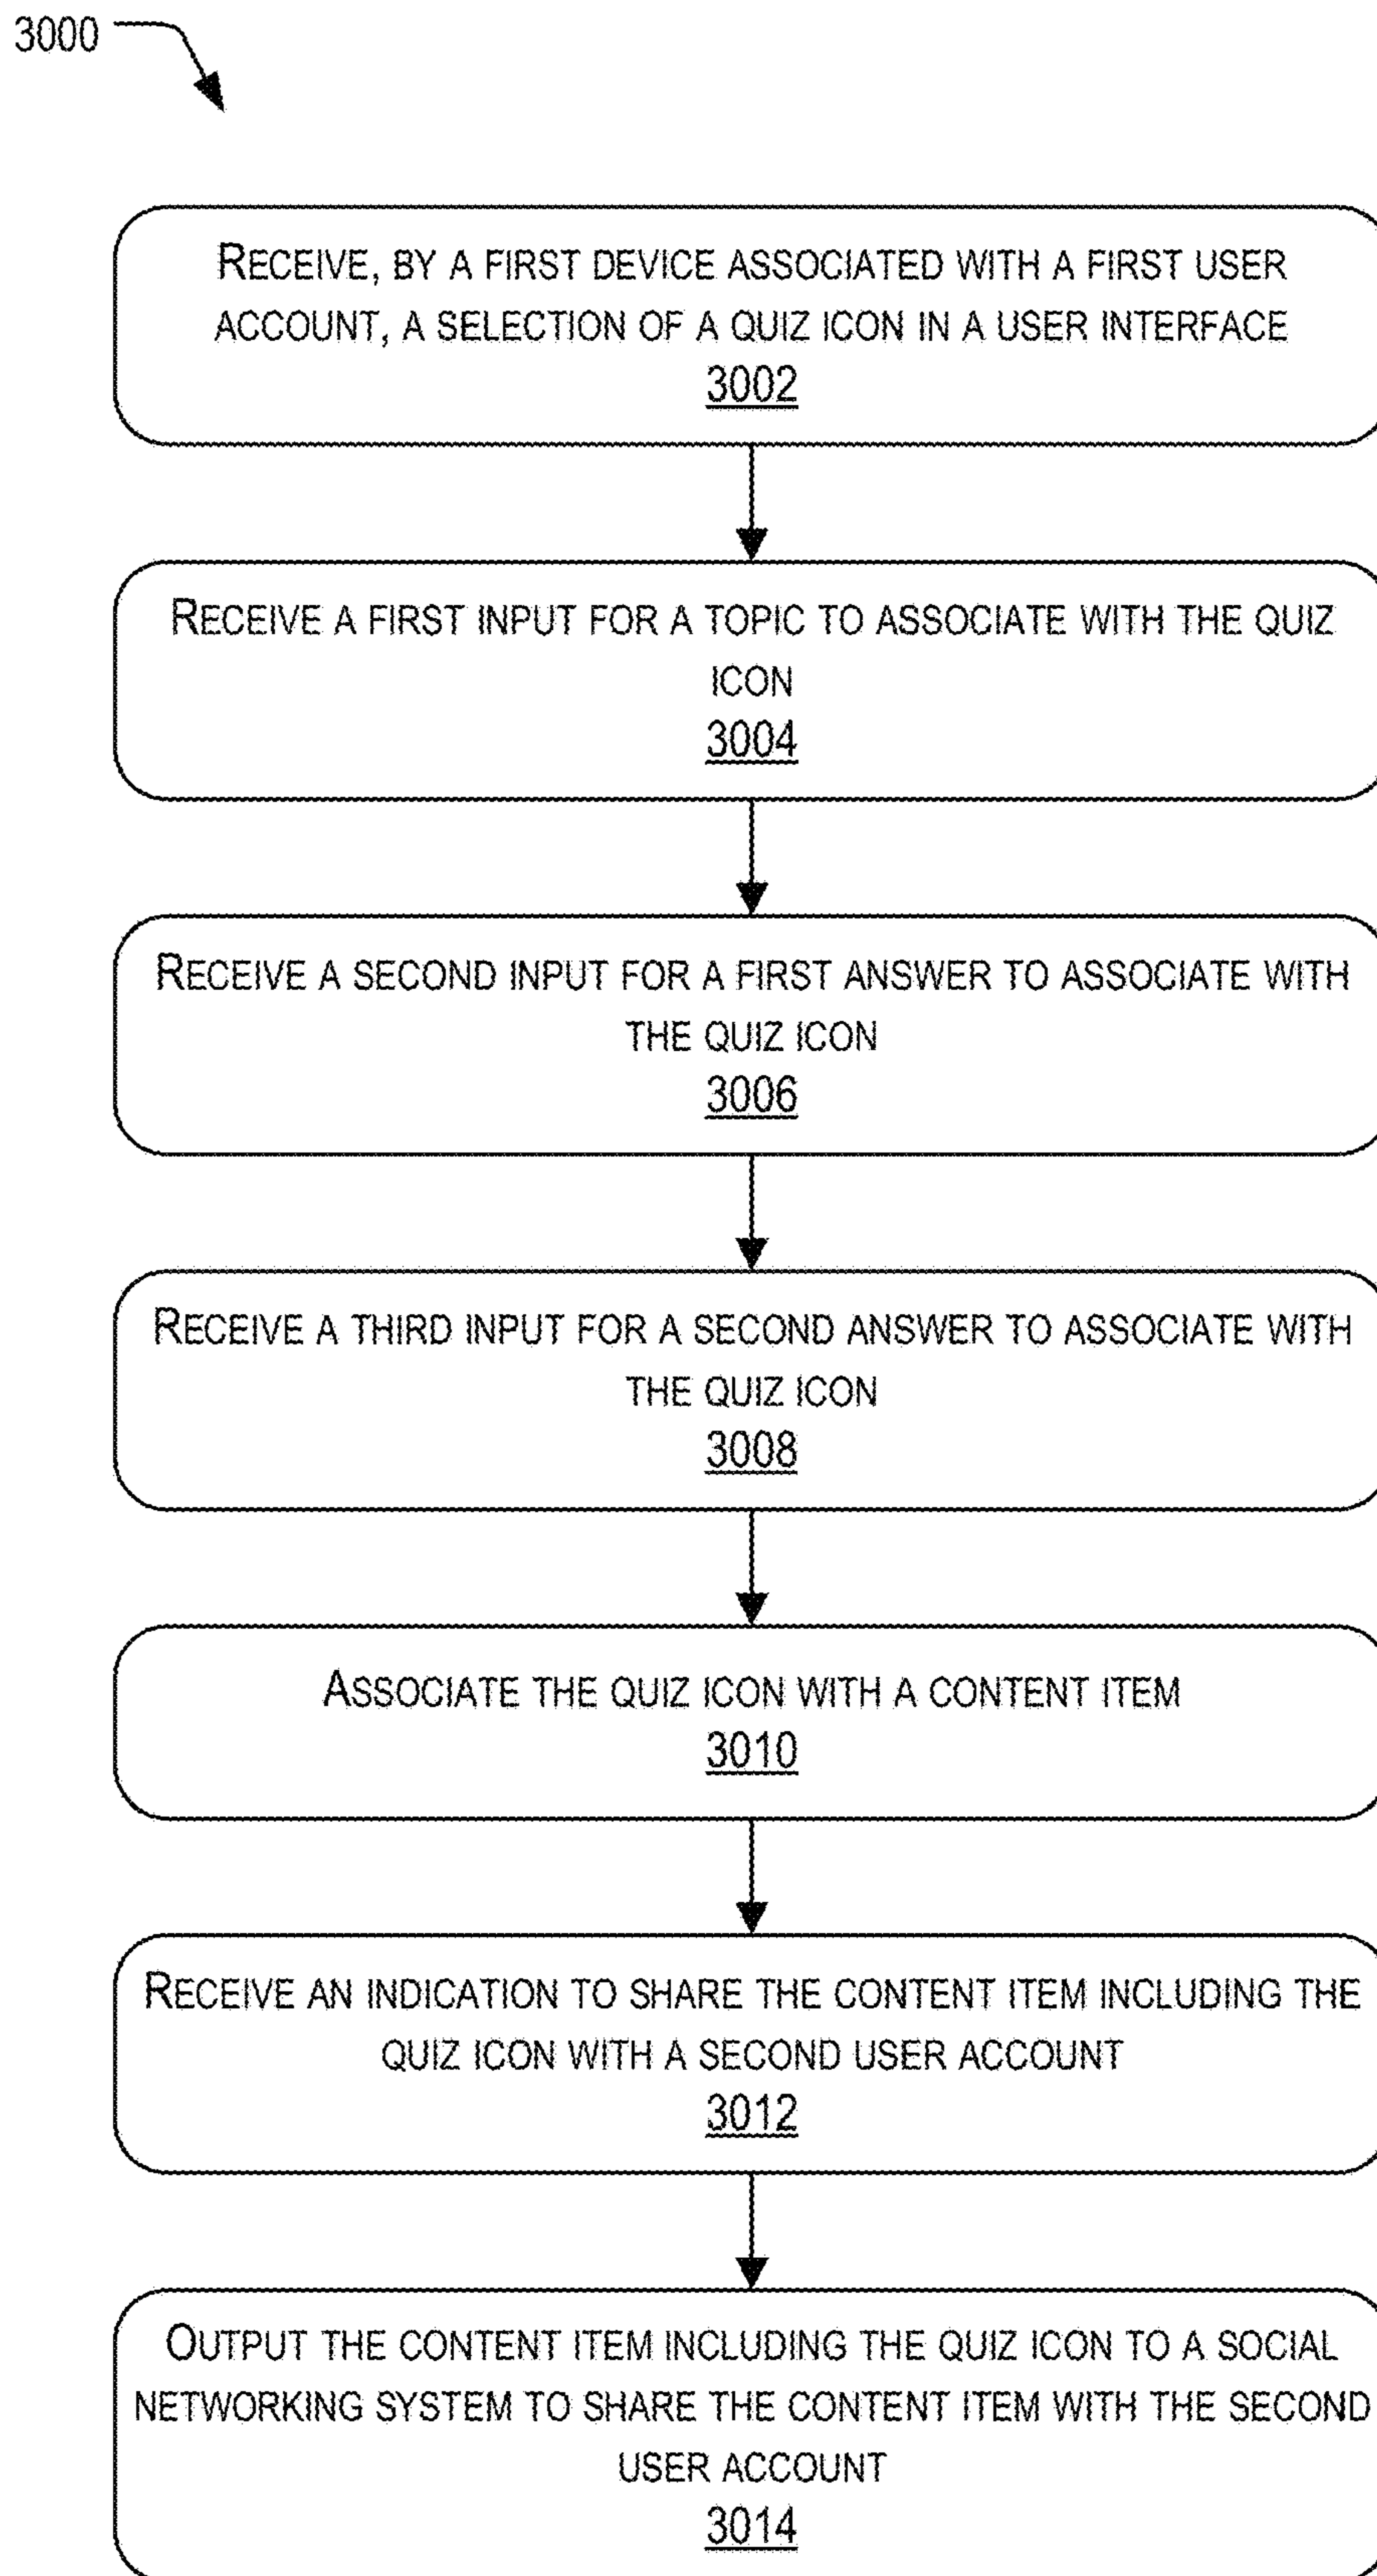 3000
RECEIVE, BY A FIRST DEVICE ASSOCIATED WITH A FIRST USER
ACCOUNT, A SELECTION OF A QUIZ ICON IN A USER INTERFACE
3002
RECEIVE A FIRST INPUT FOR A TOPIC TO ASSOCIATE WITH THE QUIZ
ICON
3004
RECEIVE A SECOND INPUT FOR A FIRST ANSWER TO ASSOCIATE WITH
THE QUIZ ICON
3006
RECEIVE A THIRD INPUT FOR A SECOND ANSWER TO ASSOCIATE WITH
THE QUIZ ICON
3008
ASSOCIATE THE QUIZ ICON WITH A CONTENT ITEM
3010
RECEIVE AN INDICATION TO SHARE THE CONTENT ITEM INCLUDING THE
QUIZ ICON WITH A SECOND USER ACCOUNT
3012
OUTPUT THE CONTENT ITEM INCLUDING THE QUIZ ICON TO A SOCIAL
NETWORKING SYSTEM TO SHARE THE CONTENT ITEM WITH THE SECOND
USER ACCOUNT
3014